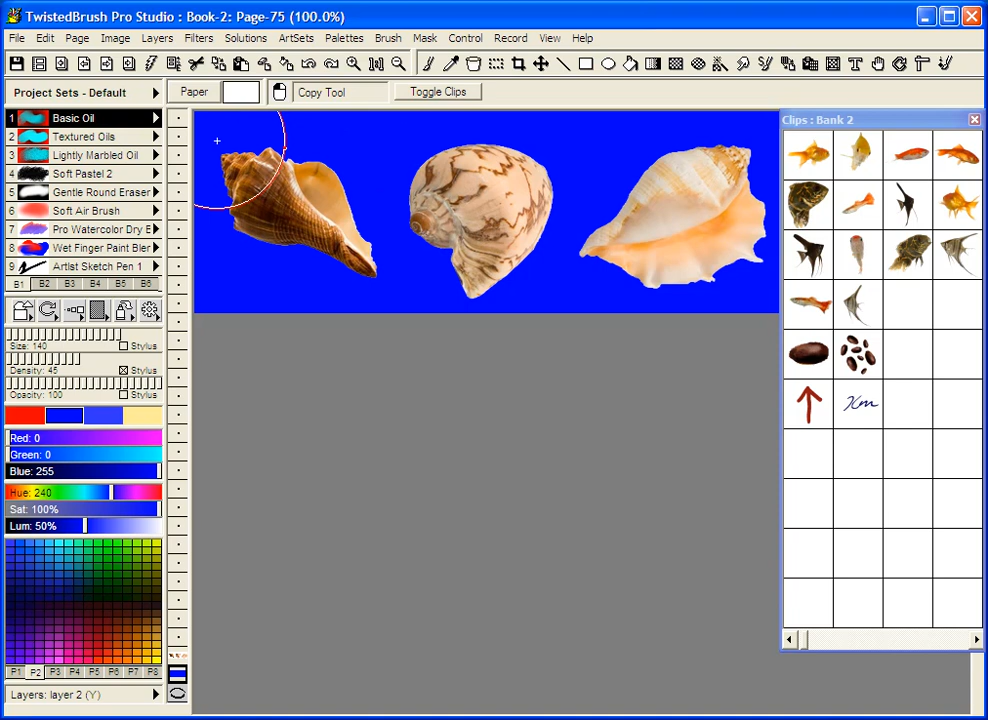 TwistedBrush Pro Studio : Book-2: Page-75 (100.0%)
File Edit Page Image Layers Filters Solutions ArtSets Palettes Brush Mask Control Record View Help
Project Sets - Default
Paper Copy Tool Toggle Clips
Clips : Bank 2
1 Basic Oil
2 Textured Oils
3 Lightly Marbled Oil
4 Soft Pastel 2
5 Gentle Round Eraser
6 Soft Air Brush
7 Pro Watercolor Dry E
8 Wet Finger Paint Bler
9 Artist Sketch Pen 1
B1 B2 B3 B4 B5 B6
Size: 140 Stylus
Density: 45 Stylus
Opacity: 100 Stylus
Red: 0
Green: 0
Blue: 255
Hue: 240
Sat: 100%
Lum: 50%
P1 P2 P3 P4 P5 P6 P7 P8
Layers: layer 2 (Y)